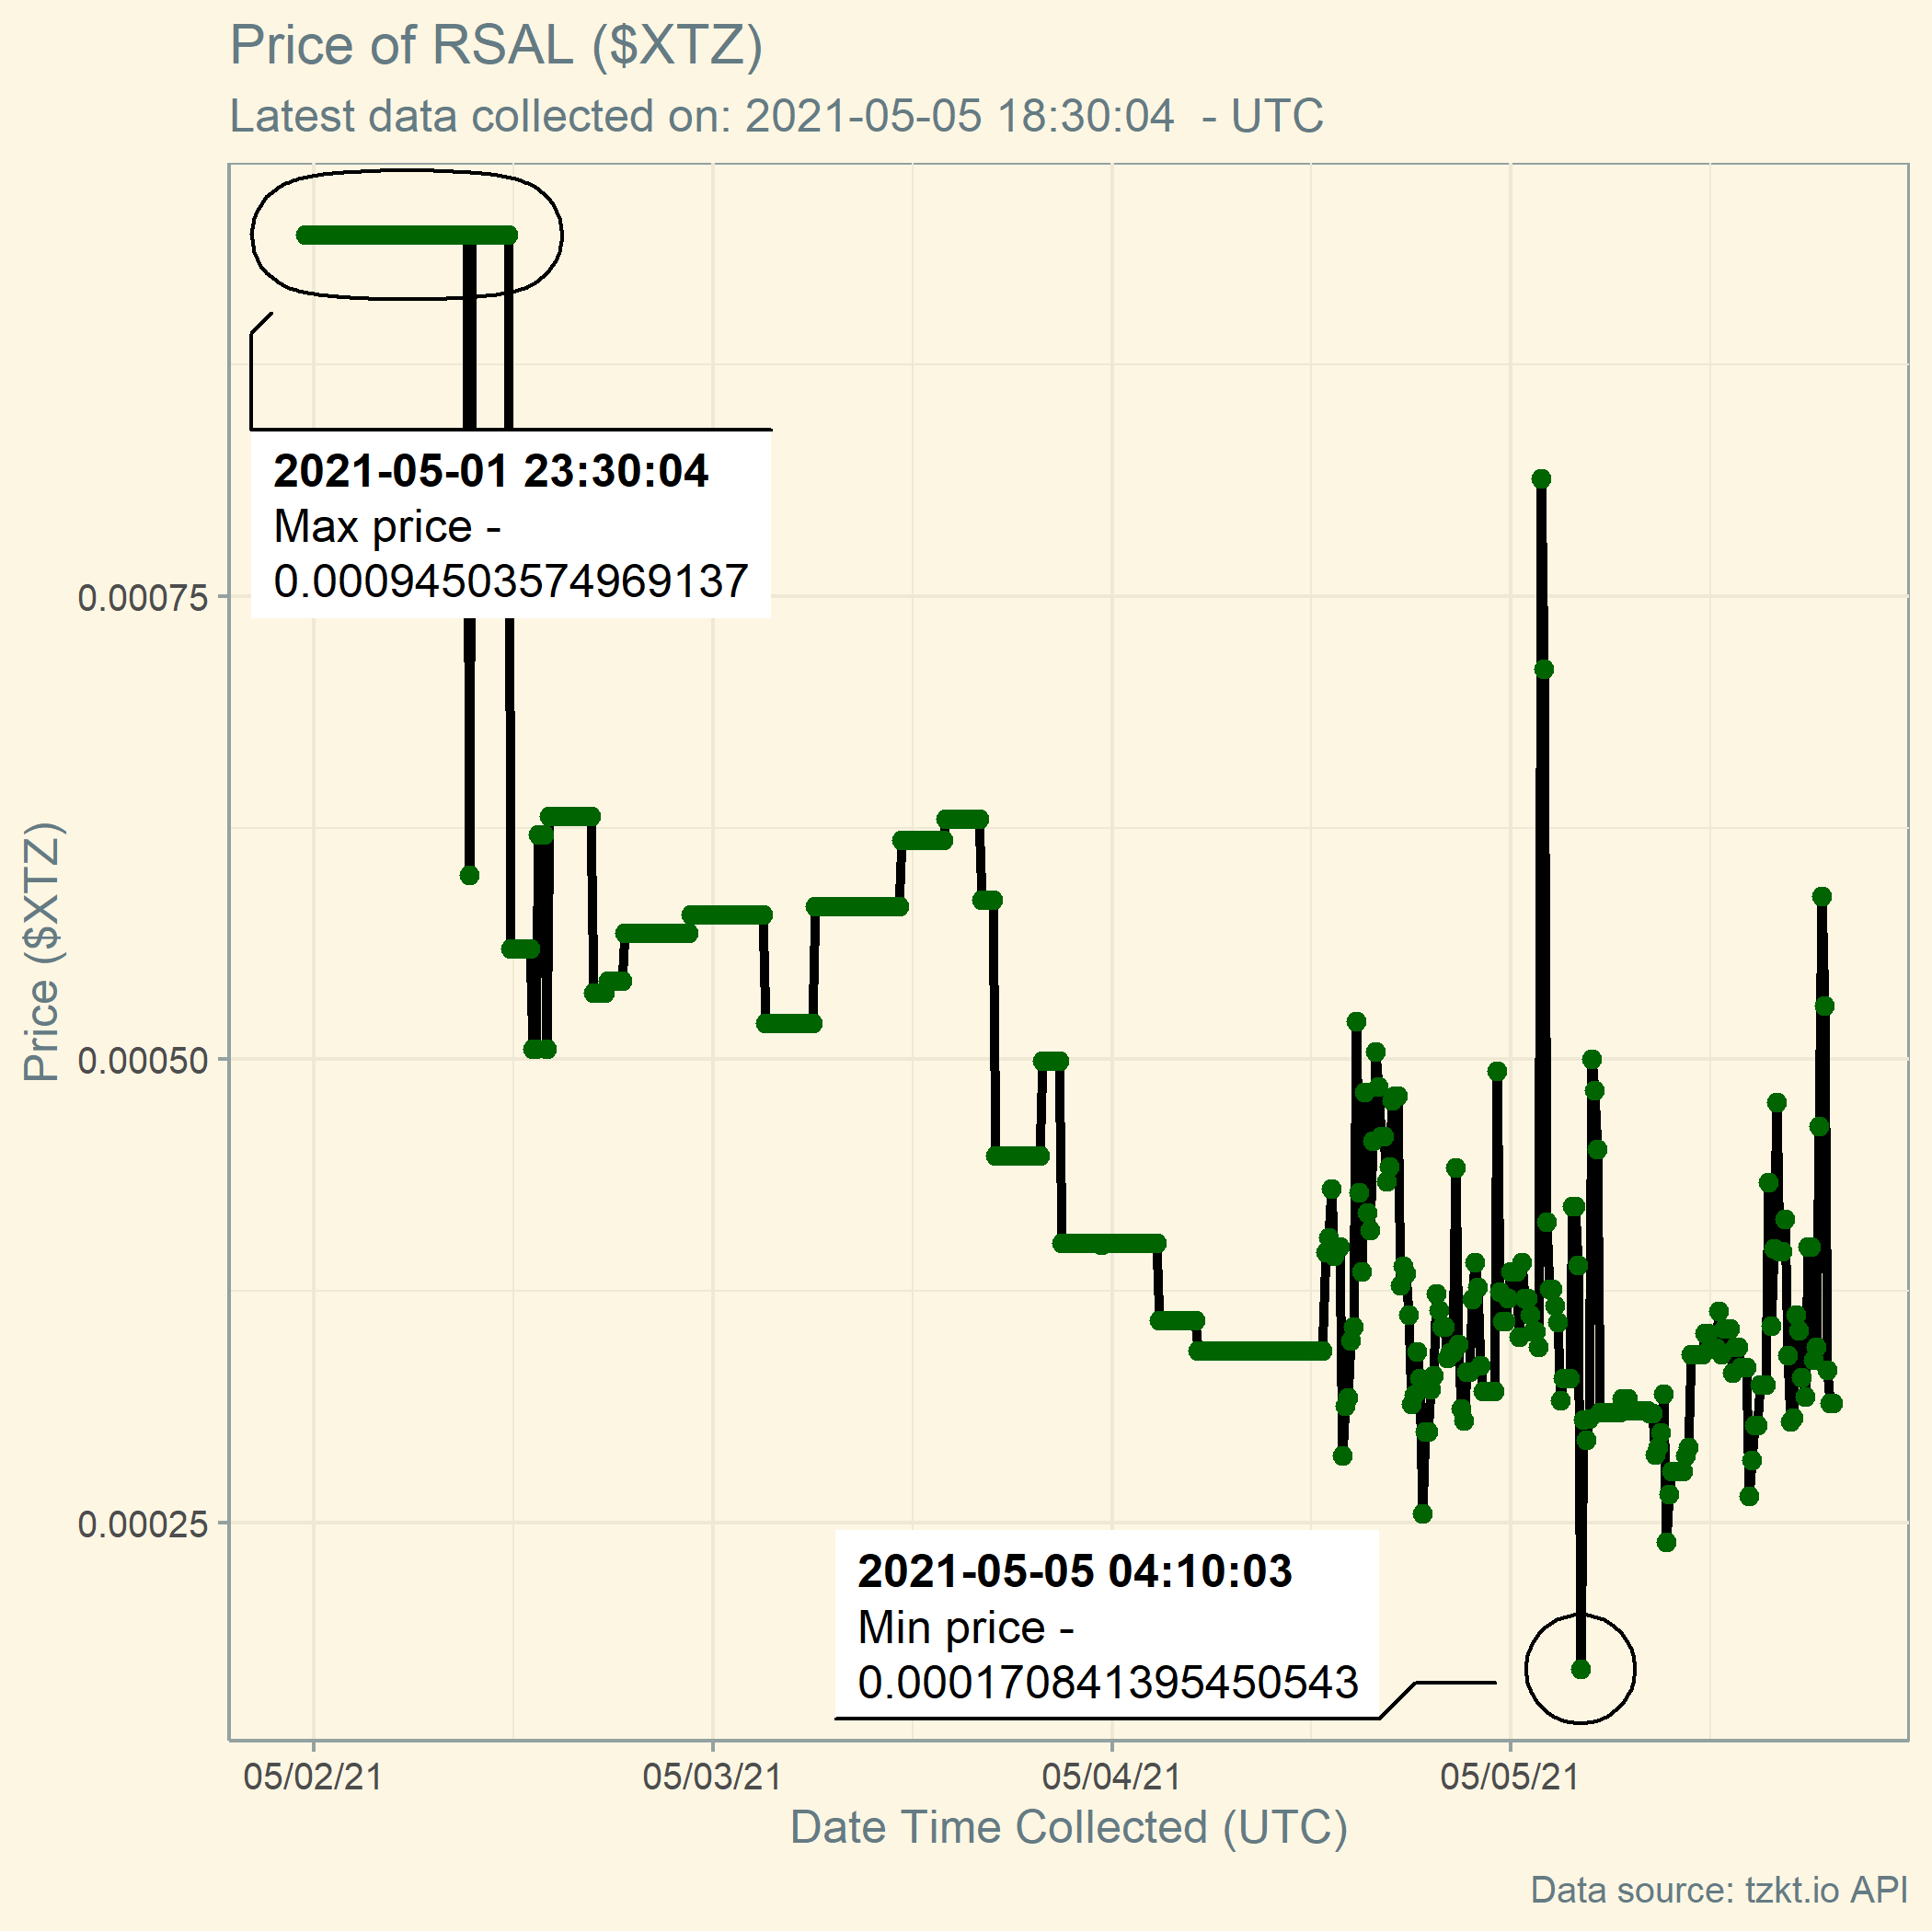 Price of RSAL ($XTZ)
Latest data collected on: 2021-05-05 18:30:04  - UTC
2021-05-01 23:30:04
Max price -
0.00094503574969137
0.00075
Price ($XTZ)
0.00050
0.00025
2021-05-05 04:10:03
Min price -
0.000170841395450543
05/02/21
05/03/21
05/04/21
05/05/21
Date Time Collected (UTC)
Data source: tzkt.io API